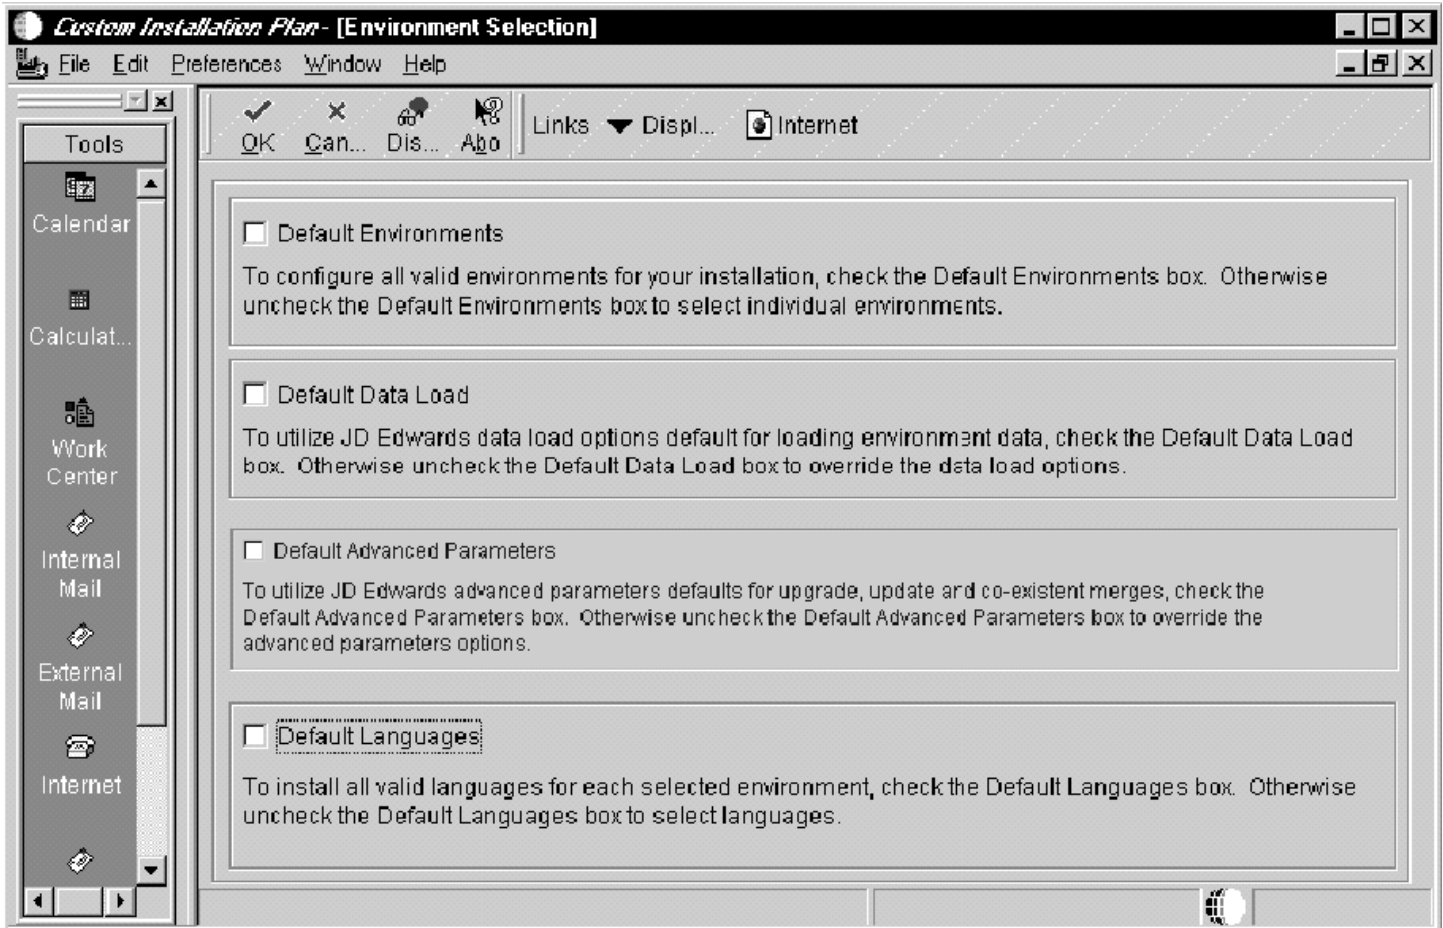 Custom Installation Plan - [Environment Selection]
File Edit Preferences Window Help
Tools
Calendar
Calculat...
Work
Center
Internal
Mail
External
Mail
Internet
OK Can... Dis... Abo
Links Displ... Internet
Default Environments
To configure all valid environments for your installation, check the Default Environments box. Otherwise
uncheck the Default Environments box to select individual environments.
Default Data Load
To utilize JD Edwards data load options default for loading environment data, check the Default Data Load
box. Otherwise uncheck the Default Data Load box to override the data load options.
Default Advanced Parameters
To utilize JD Edwards advanced parameters defaults for upgrade, update and co-existent merges, check the
Default Advanced Parameters box. Otherwise uncheck the Default Advanced Parameters box to override the
advanced parameters options.
Default Languages
To install all valid languages for each selected environment, check the Default Languages box. Otherwise
uncheck the Default Languages box to select languages.